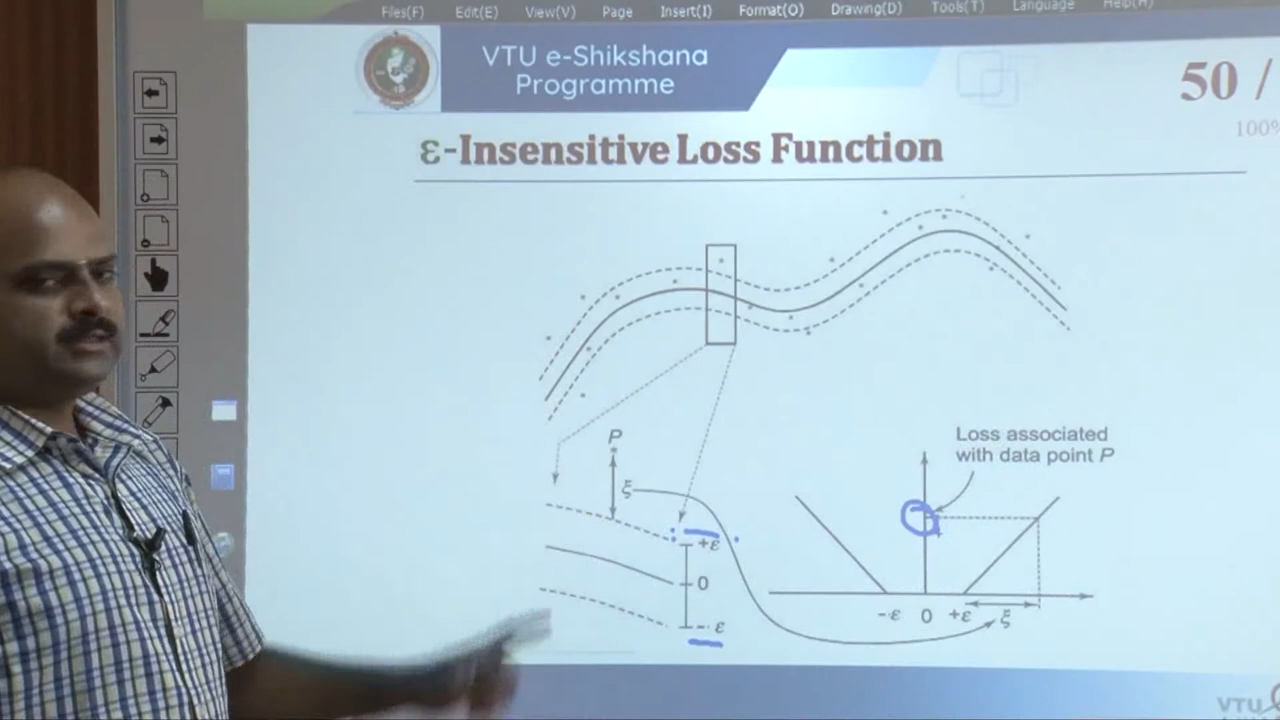 Files(F) Edit(E) View(V) Page Insert(I) Format(O) Drawing(D) Tools(T) Language Help(H)
VTU e-Shikshana
Programme
50 /
100%
ε-Insensitive Loss Function
P
ξ
+ε
0
-ε
Loss associated
with data point P
-ε 0 +ε ξ
VTU